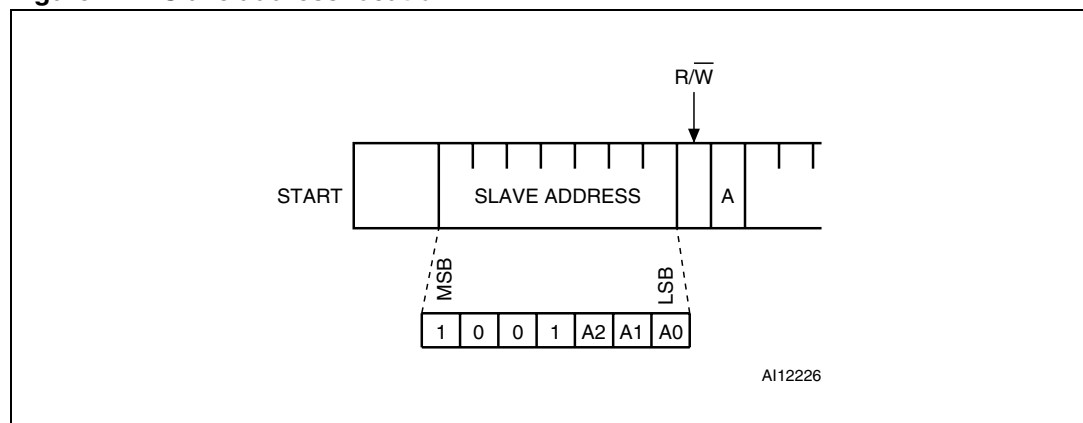 R/W
START
SLAVE ADDRESS
A
MSB
LSB
1 0 0 1 A2 A1 A0
AI12226